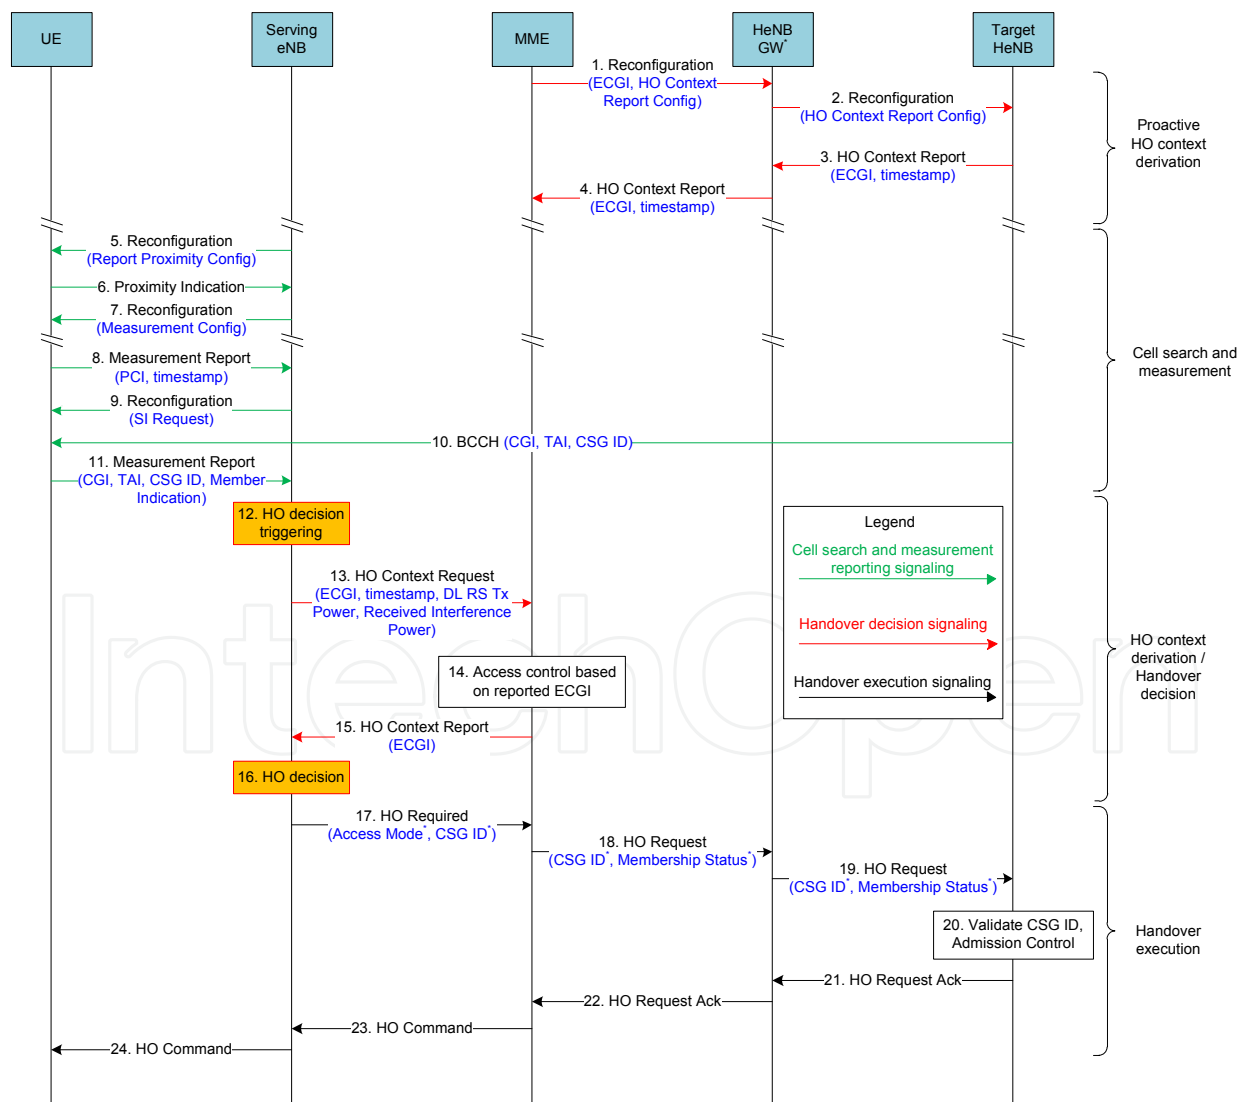 UE
Serving
eNB
MME
HeNB
GW*
Target
HeNB
1. Reconfiguration
(ECGI, HO Context
Report Config)
2. Reconfiguration
(HO Context Report Config)
3. HO Context Report
(ECGI, timestamp)
4. HO Context Report
(ECGI, timestamp)
Proactive
HO context
derivation
5. Reconfiguration
(Report Proximity Config)
6. Proximity Indication
7. Reconfiguration
(Measurement Config)
8. Measurement Report
(PCI, timestamp)
9. Reconfiguration
(SI Request)
10. BCCH (CGI, TAI, CSG ID)
11. Measurement Report
(CGI, TAI, CSG ID, Member
Indication)
Cell search and
measurement
12. HO decision
triggering
13. HO Context Request
(ECGI, timestamp, DL RS Tx
Power, Received Interference
Power)
14. Access control based
on reported ECGI
15. HO Context Report
(ECGI)
16. HO decision
Legend
Cell search and measurement
reporting signaling
Handover decision signaling
Handover execution signaling
HO context
derivation /
Handover
decision
17. HO Required
(Access Mode*, CSG ID*)
18. HO Request
(CSG ID*, Membership Status*)
19. HO Request
(CSG ID*, Membership Status*)
20. Validate CSG ID,
Admission Control
21. HO Request Ack
22. HO Request Ack
23. HO Command
24. HO Command
Handover
execution
IntechOpen